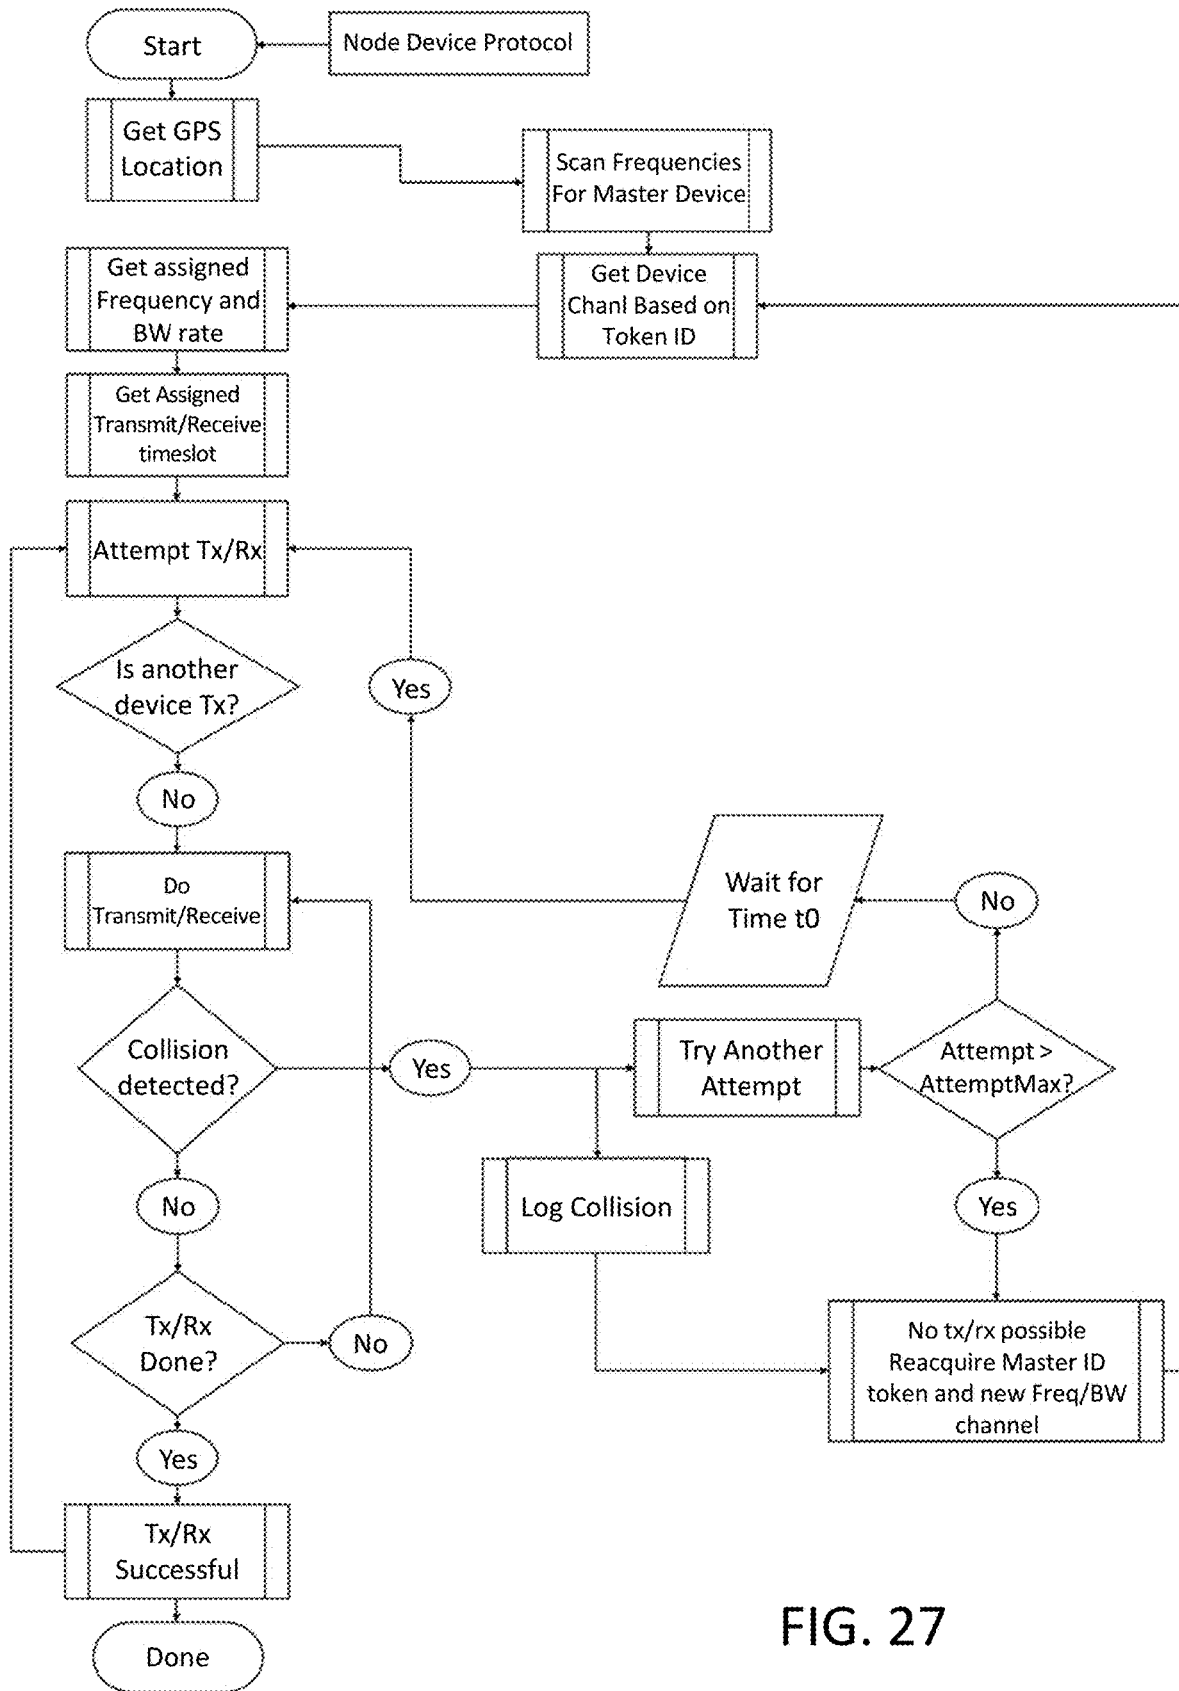 Start
Node Device Protocol
Get GPS
Location
Scan Frequencies
For Master Device
Get assigned
Frequency and
BW rate
Get Device
Chanl Based on
Token ID
Get Assigned
Transmit/Receive
timeslot
Attempt Tx/Rx
Is another
device Tx?
Yes
No
Do
Transmit/Receive
Wait for
Time t0
No
Collision
detected?
Yes
Try Another
Attempt
Attempt >
AttemptMax?
No
Log Collision
Yes
Tx/Rx
Done?
No
No tx/rx possible
Reacquire Master ID
token and new Freq/BW
channel
Yes
Tx/Rx
Successful
Done
FIG. 27